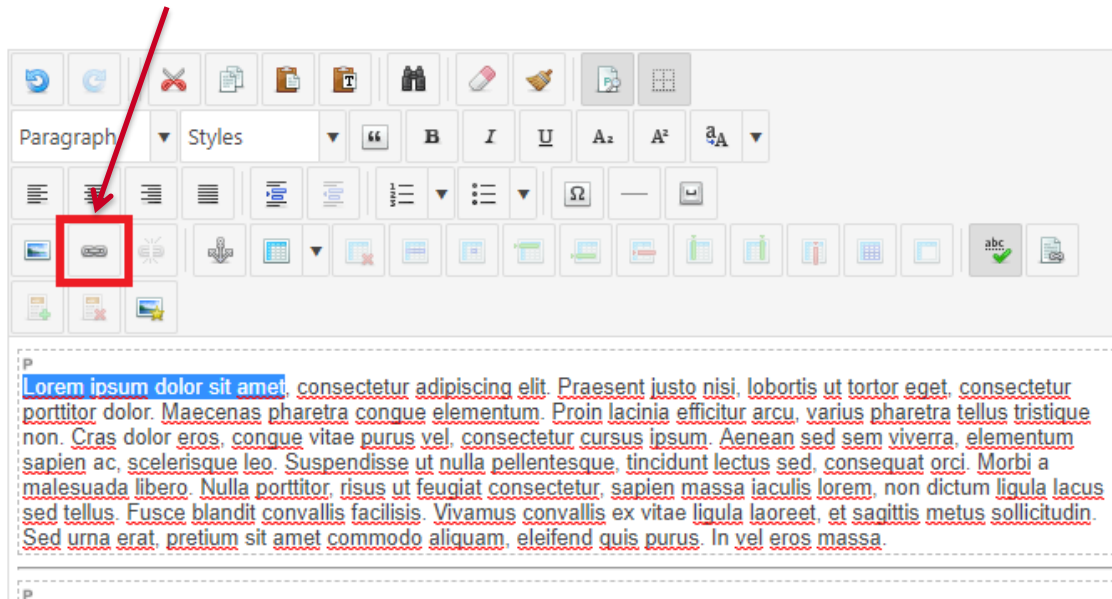 Paragraph Styles “ B I U A₂ A² aA
Ω
abc
P
Lorem ipsum dolor sit amet, consectetur adipiscing elit. Praesent justo nisi, lobortis ut tortor eget, consectetur
porttitor dolor. Maecenas pharetra congue elementum. Proin lacinia efficitur arcu, varius pharetra tellus tristique
non. Cras dolor eros, congue vitae purus vel, consectetur cursus ipsum. Aenean sed sem viverra, elementum
sapien ac, scelerisque leo. Suspendisse ut nulla pellentesque, tincidunt lectus sed, consequat orci. Morbi a
malesuada libero. Nulla porttitor, risus ut feugiat consectetur, sapien massa iaculis lorem, non dictum ligula lacus
sed tellus. Fusce blandit convallis facilisis. Vivamus convallis ex vitae ligula laoreet, et sagittis metus sollicitudin.
Sed urna erat, pretium sit amet commodo aliquam, eleifend quis purus. In vel eros massa.
P